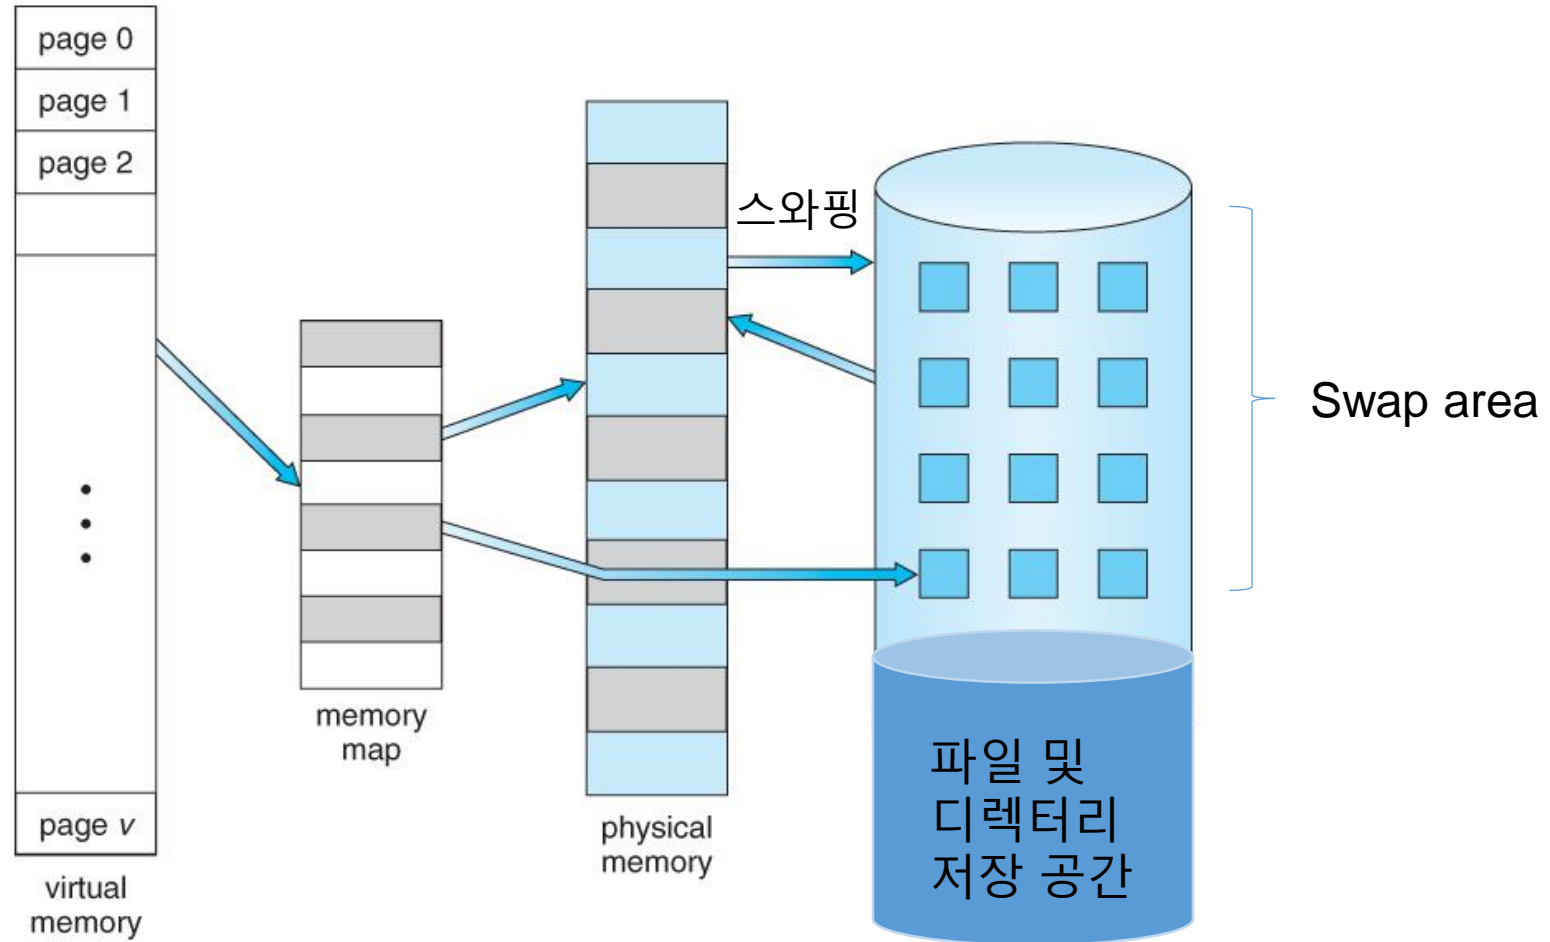 page 0
page 1
page 2
page v
virtual
memory
memory
map
physical
memory
스와핑
Swap area
파일 및
디렉터리
저장 공간